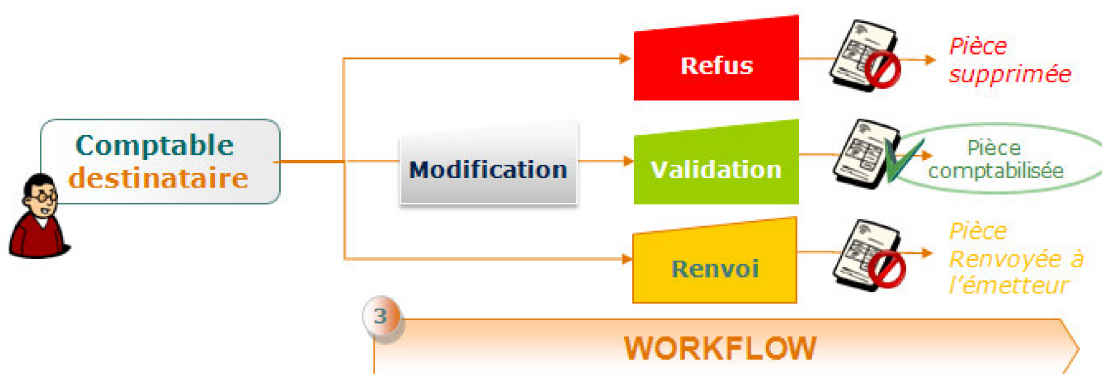 Refus
Pièce
supprimée
Comptable
destinataire
Modification
Validation
Pièce
comptabilisée
Renvoi
Pièce
Renvoyée à
l'émetteur
3
WORKFLOW